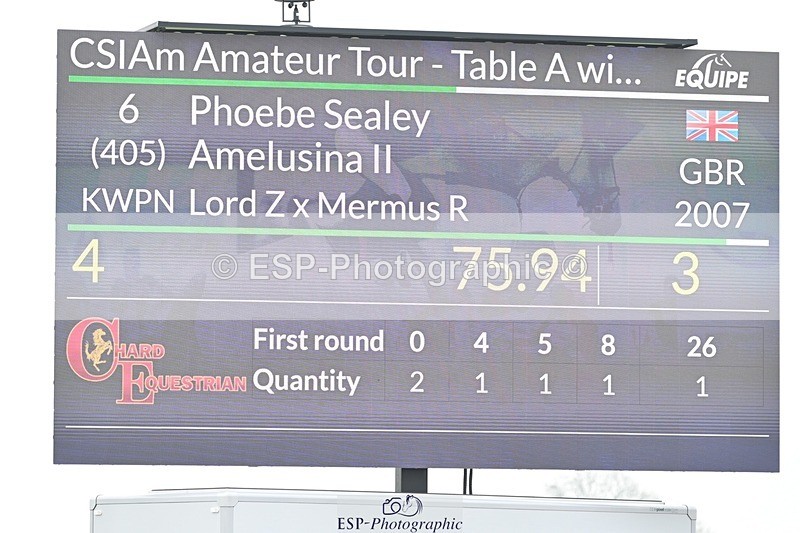 CSIAm Amateur Tour - Table A wi...
EQUIPE
6 Phoebe Sealey
(405) Amelusina II
GBR
KWPN Lord Z x Mermus R
2007
4 75.94 3
© ESP-Photographic ©
CHARD
EQUESTRIAN
First round 0 4 5 8 26
Quantity 2 1 1 1 1
ESP-Photographic